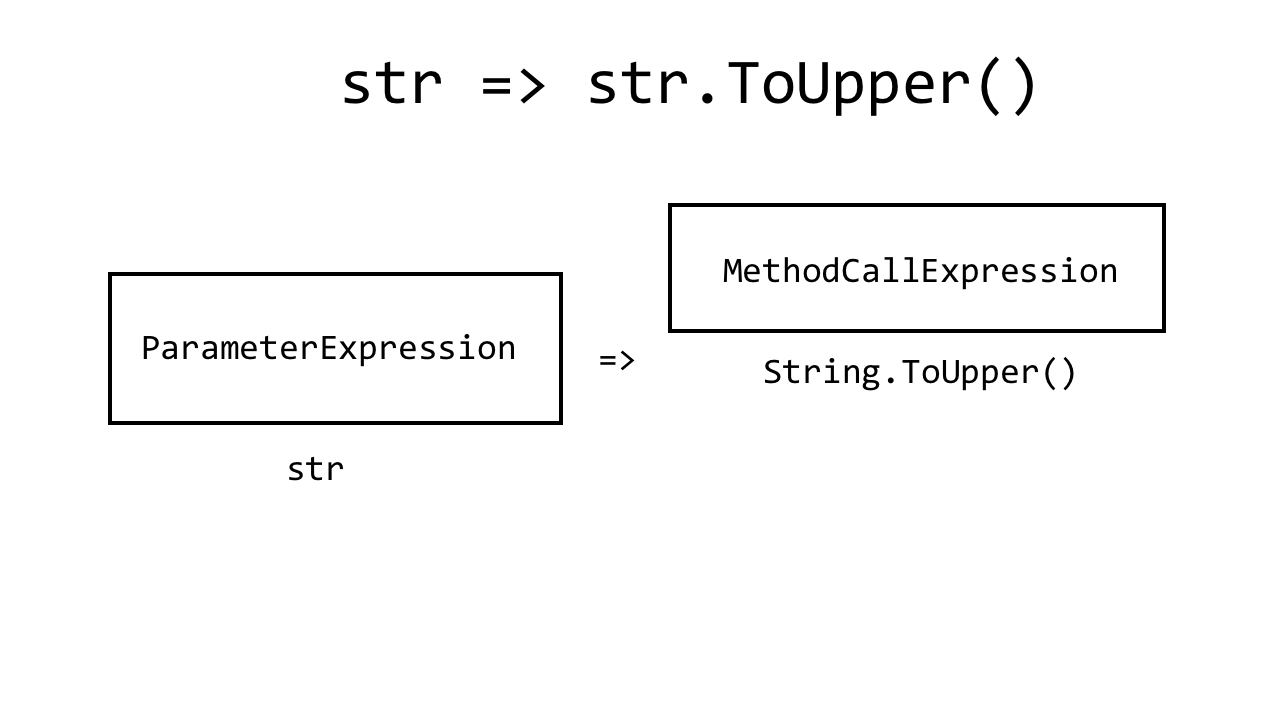 str => str.ToUpper()
MethodCallExpression
ParameterExpression
=>
String.ToUpper()
str